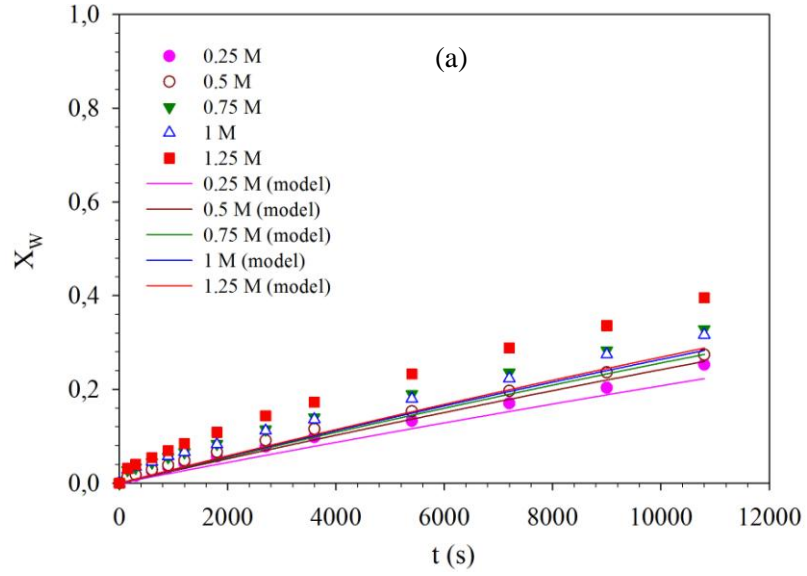 1,0
0,8
0,6
0,4
0,2
0,0
X_W
(a)
0.25 M
0.5 M
0.75 M
1 M
1.25 M
0.25 M (model)
0.5 M (model)
0.75 M (model)
1 M (model)
1.25 M (model)
0
2000
4000
6000
8000
10000
12000
t (s)